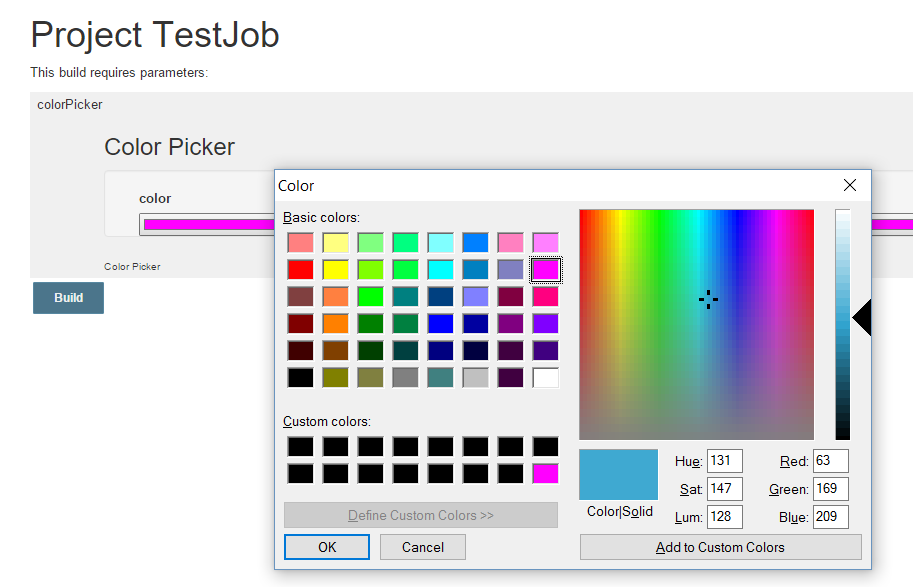 Project TestJob
This build requires parameters:
colorPicker
Color Picker
color
Color Picker
Build
Color
Basic colors:
Custom colors:
Define Custom Colors >>
OK
Cancel
Color|Solid
Hue: 131
Sat: 147
Lum: 128
Red: 63
Green: 169
Blue: 209
Add to Custom Colors